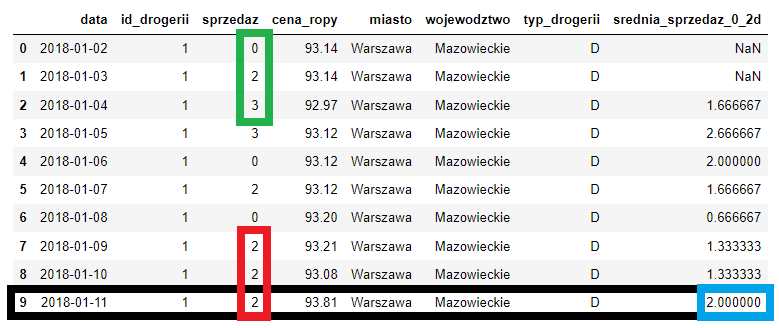 data id_drogerii sprzedaz cena_ropy miasto wojewodztwo typ_drogerii srednia_sprzedaz_0_2d
0 2018-01-02 1 0 93.14 Warszawa Mazowieckie D NaN
1 2018-01-03 1 2 93.14 Warszawa Mazowieckie D NaN
2 2018-01-04 1 3 92.97 Warszawa Mazowieckie D 1.666667
3 2018-01-05 1 3 93.12 Warszawa Mazowieckie D 2.666667
4 2018-01-06 1 0 93.12 Warszawa Mazowieckie D 2.000000
5 2018-01-07 1 2 93.12 Warszawa Mazowieckie D 1.666667
6 2018-01-08 1 0 93.20 Warszawa Mazowieckie D 0.666667
7 2018-01-09 1 2 93.21 Warszawa Mazowieckie D 1.333333
8 2018-01-10 1 2 93.08 Warszawa Mazowieckie D 1.333333
9 2018-01-11 1 2 93.81 Warszawa Mazowieckie D 2.000000